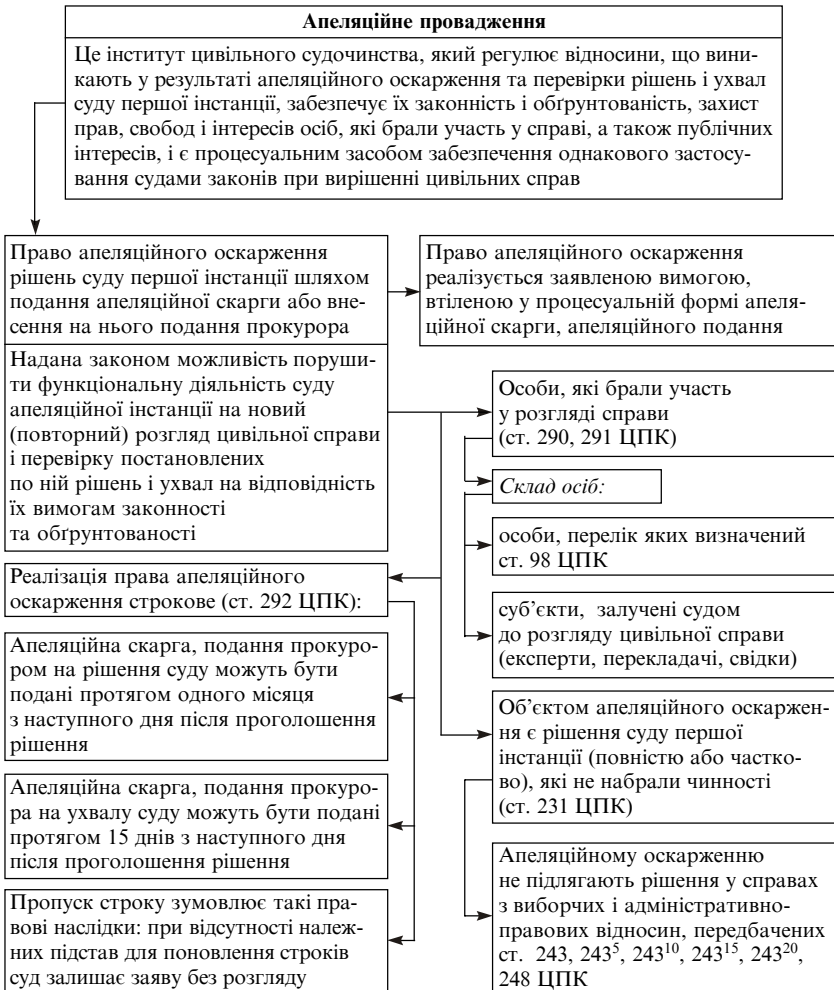 Апеляційне провадження
Це інститут цивільного судочинства, який регулює відносини, що вини-
кають у результаті апеляційного оскарження та перевірки рішень і ухвал
суду першої інстанції, забезпечує їх законність і обґрунтованість, захист
прав, свобод і інтересів осіб, які брали участь у справі, а також публічних
інтересів, і є процесуальним засобом забезпечення однакового застосу-
вання судами законів при вирішенні цивільних справ
Право апеляційного оскарження
рішень суду першої інстанції шляхом
подання апеляційної скарги або вне-
сення на нього подання прокурора
Право апеляційного оскарження
реалізується заявленою вимогою,
втіленою у процесуальній формі апеля-
ційної скарги, апеляційного подання
Надана законом можливість поруши-
ти функціональну діяльність суду
апеляційної інстанції на новий
(повторний) розгляд цивільної справи
і перевірку постановлених
по ній рішень і ухвал на відповідність
їх вимогам законності
та обґрунтованості
Особи, які брали участь
у розгляді справи
(ст. 290, 291 ЦПК)
Склад осіб:
особи, перелік яких визначений
ст. 98 ЦПК
суб’єкти, залучені судом
до розгляду цивільної справи
(експерти, перекладачі, свідки)
Реалізація права апеляційного
оскарження строкове (ст. 292 ЦПК):
Апеляційна скарга, подання прокуро-
ром на рішення суду можуть бути
подані протягом одного місяця
з наступного дня після проголошення
рішення
Апеляційна скарга, подання прокуро-
ра на ухвалу суду можуть бути подані
протягом 15 днів з наступного дня
після проголошення рішення
Пропуск строку зумовлює такі пра-
вові наслідки: при відсутності належ-
них підстав для поновлення строків
суд залишає заяву без розгляду
Об’єктом апеляційного оскаржен-
ня є рішення суду першої
інстанції (повністю або частко-
во), які не набрали чинності
(ст. 231 ЦПК)
Апеляційному оскарженню
не підлягають рішення у справах
з виборчих і адміністративно-
правових відносин, передбачених
ст. 243, 243⁵, 243¹⁰, 243¹⁵, 243²⁰,
248 ЦПК